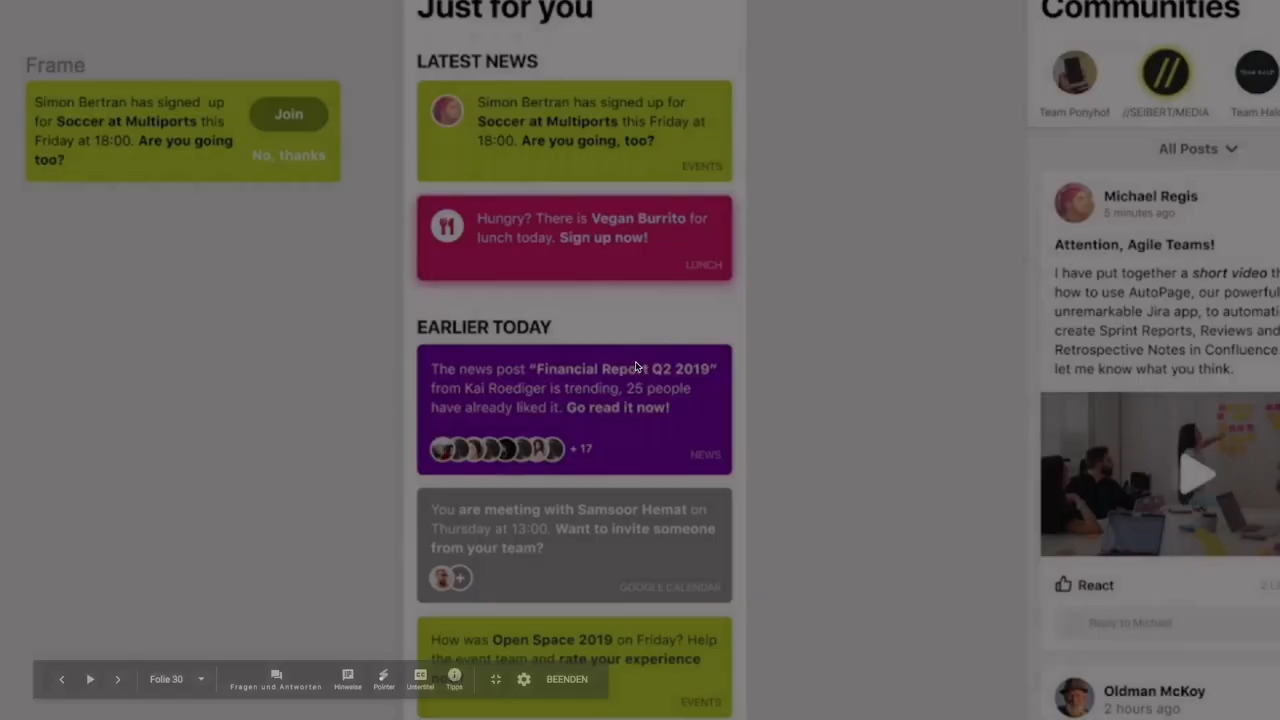 Frame
Simon Bertran has signed up
for Soccer at Multiports this
Friday at 18:00. Are you going
too?
Join
No, thanks
Just for you
LATEST NEWS
Simon Bertran has signed up for
Soccer at Multiports this Friday at
18:00. Are you going, too?
EVENTS
Hungry? There is Vegan Burrito for
lunch today. Sign up now!
LUNCH
EARLIER TODAY
The news post “Financial Report Q2 2019”
from Kai Roediger is trending, 25 people
have already liked it. Go read it now!
+ 17
NEWS
You are meeting with Samsoor Hemat on
Thursday at 13:00. Want to invite someone
from your team?
+
GOOGLE CALENDAR
How was Open Space 2019 on Friday? Help
the event team and rate your experience
EVENTS
Communities
Team Ponyhof
//SEIBERT/MEDIA
Team
All Posts
Michael Regis
5 minutes ago
Attention, Agile Teams!
I have put together a short video
how to use AutoPage, our powerful
unremarkable Jira app, to
create Sprint Reports, Reviews and
Retrospective Notes in Confluence
let me know what you think.
React
Reply to Michael
Oldman McKoy
2 hours ago
Folie 30
Fragen und Antworten
Hinweise
Pointer
Untertitel
Tipps
BEENDEN